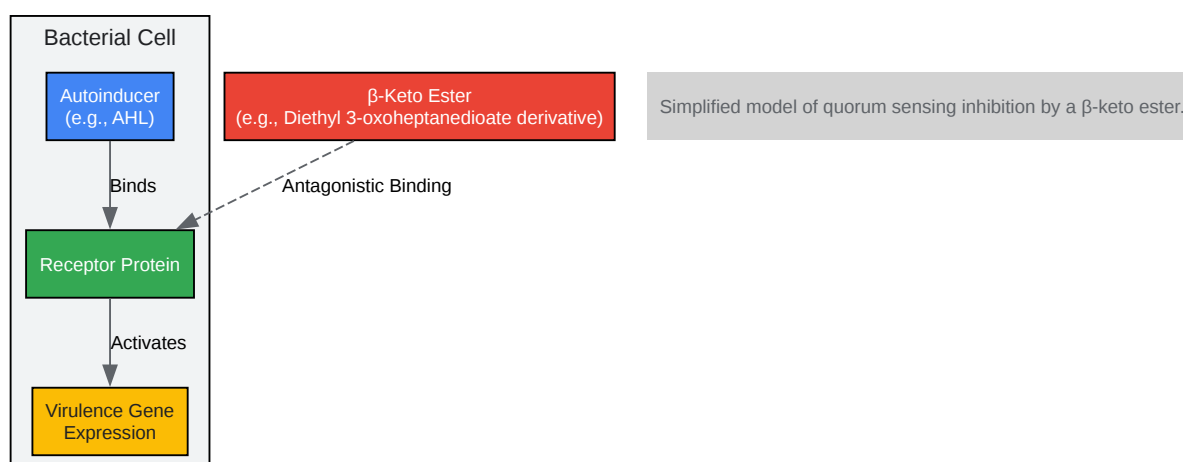 Bacterial Cell
Autoinducer
(e.g., AHL)
β-Keto Ester
(e.g., Diethyl 3-oxoheptanedioate derivative)
Simplified model of quorum sensing inhibition by a β-keto ester.
Binds
Antagonistic Binding
Receptor Protein
Activates
Virulence Gene
Expression